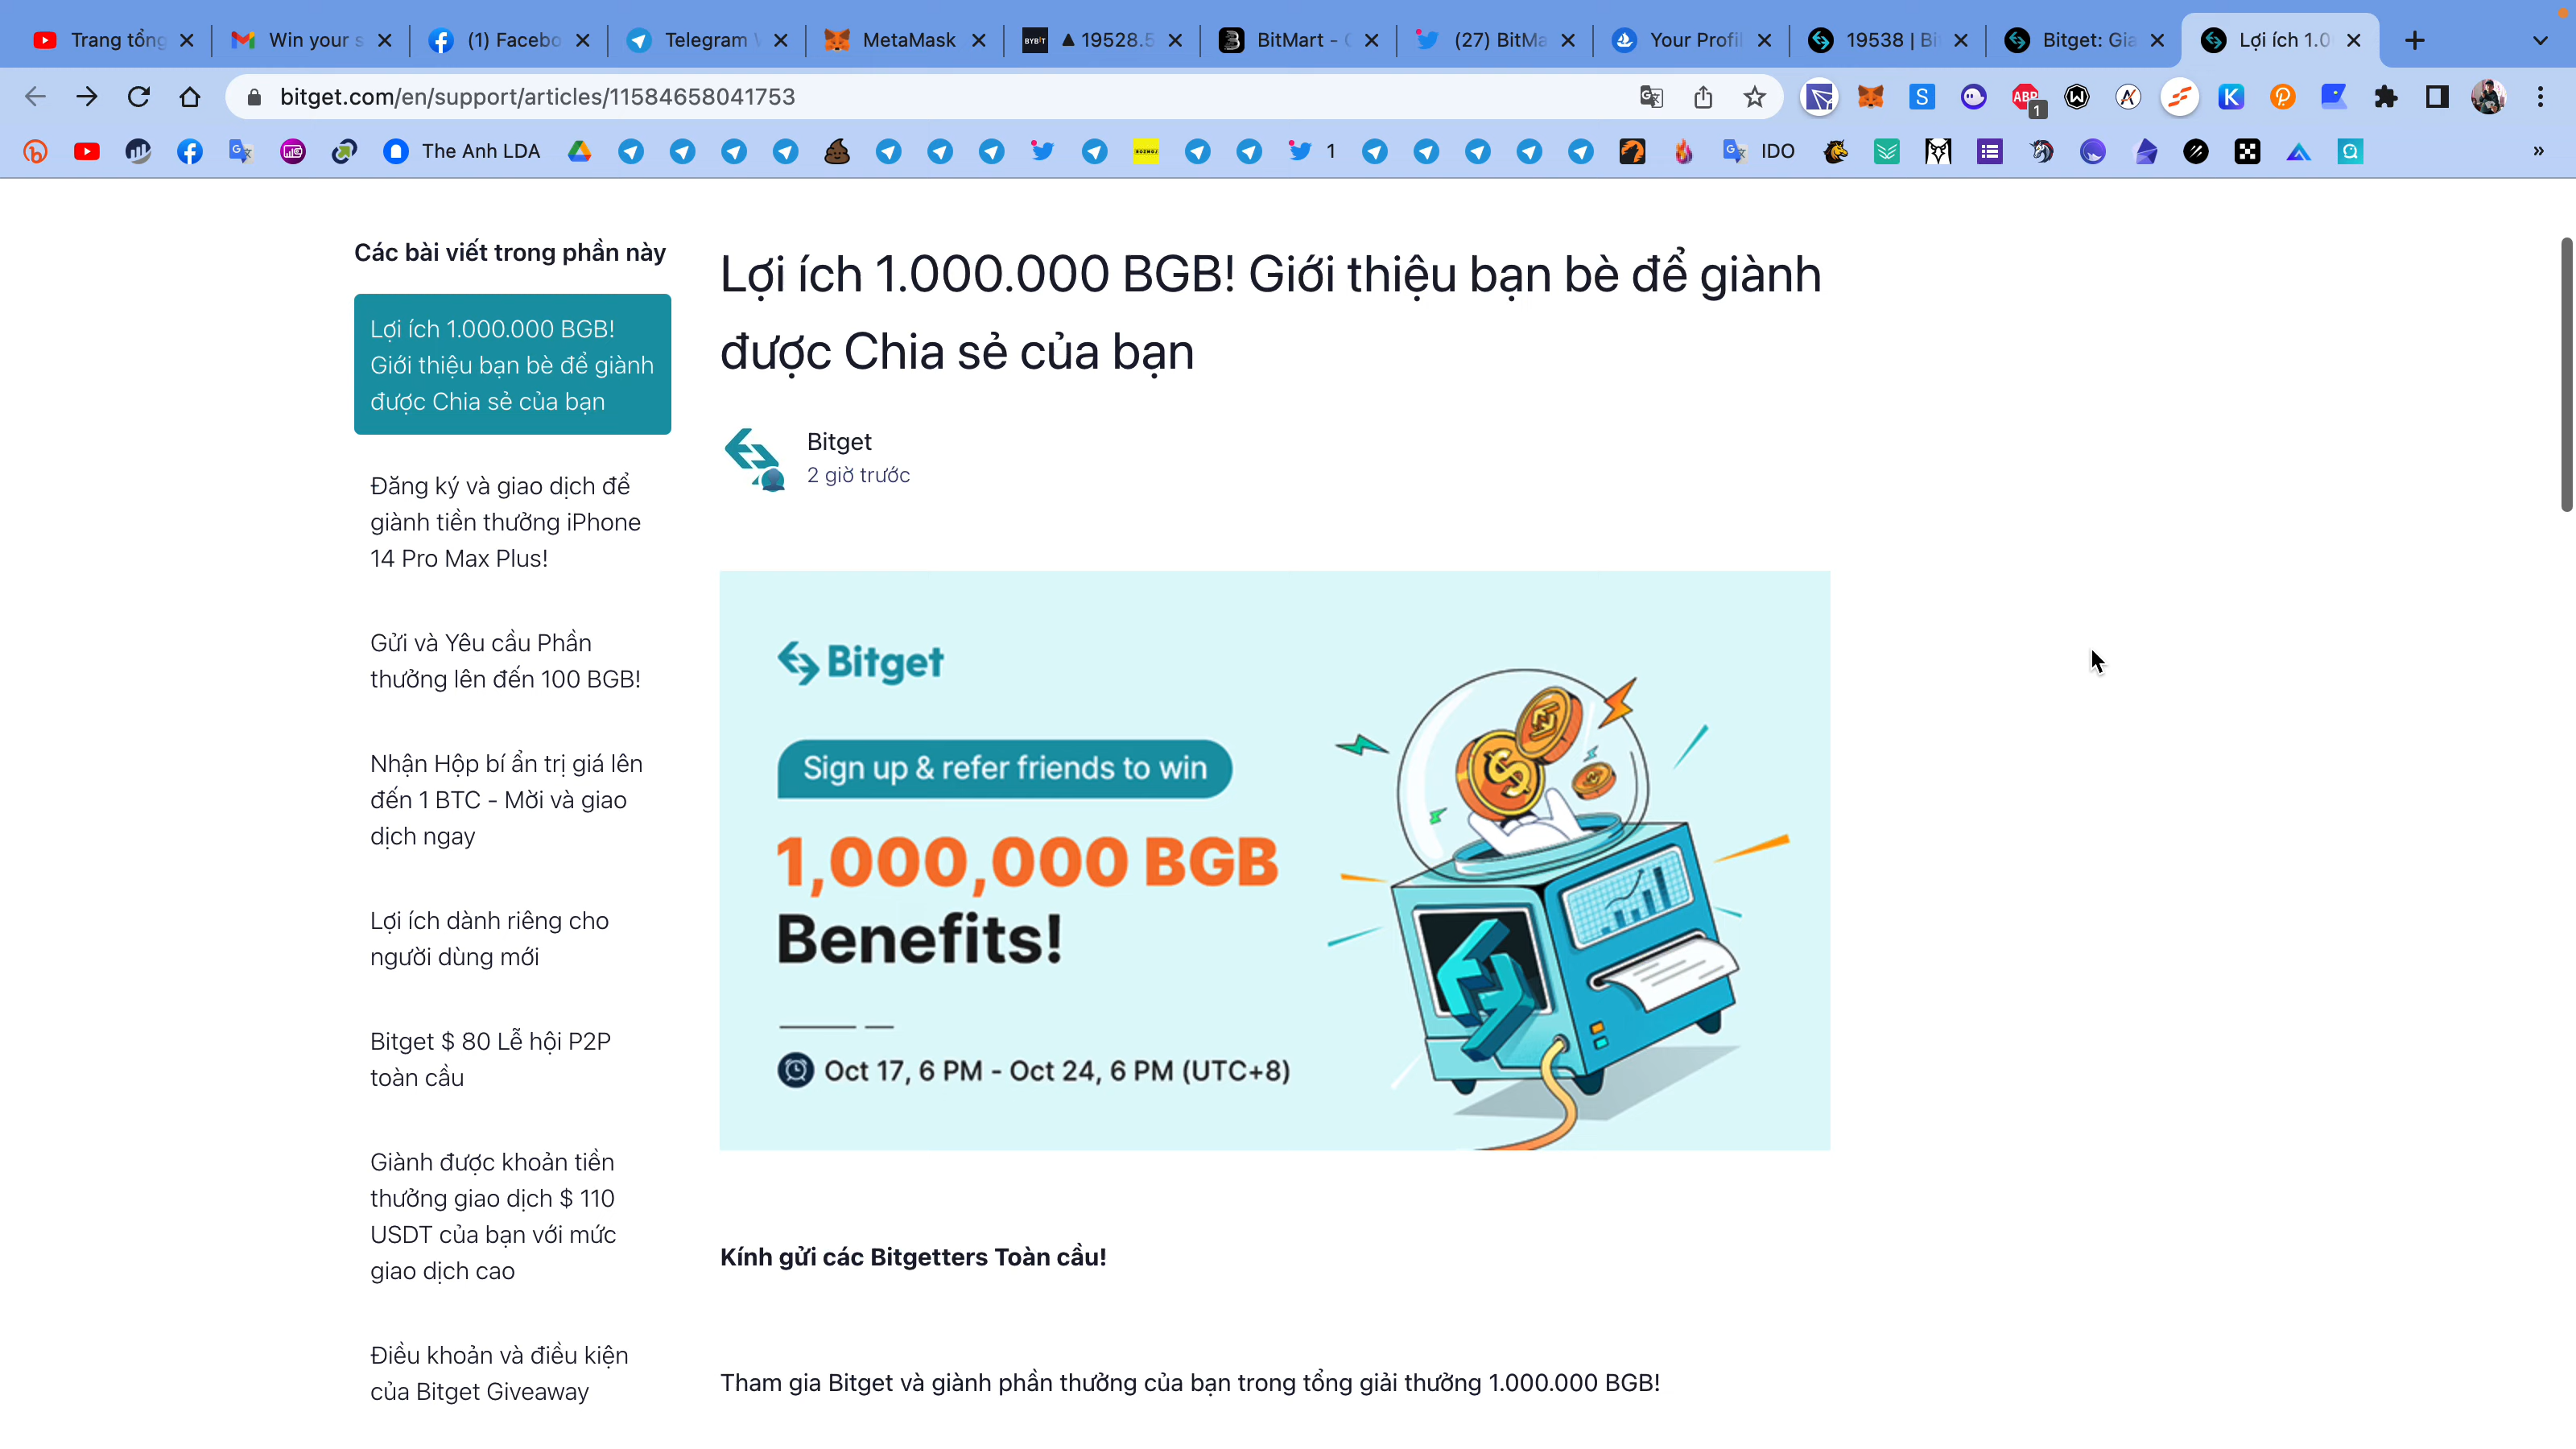 Trang tổng
Win your s
(1) Facebo
Telegram
MetaMask
BYBIT
▲ 19528.5
BitMart -
(27) BitMa
Your Profi
19538 | Bi
Bitget: Gia
Lợi ích 1.0
bitget.com/en/support/articles/11584658041753
S
ABP
1
K
The Anh LDA
1
IDO
»
Các bài viết trong phần này
Lợi ích 1.000.000 BGB!
Giới thiệu bạn bè để giành
được Chia sẻ của bạn
Đăng ký và giao dịch để
giành tiền thưởng iPhone
14 Pro Max Plus!
Gửi và Yêu cầu Phần
thưởng lên đến 100 BGB!
Nhận Hộp bí ẩn trị giá lên
đến 1 BTC - Mời và giao
dịch ngay
Lợi ích dành riêng cho
người dùng mới
Bitget $ 80 Lễ hội P2P
toàn cầu
Giành được khoản tiền
thưởng giao dịch $ 110
USDT của bạn với mức
giao dịch cao
Điều khoản và điều kiện
của Bitget Giveaway
Lợi ích 1.000.000 BGB! Giới thiệu bạn bè để giành
được Chia sẻ của bạn
Bitget
2 giờ trước
Bitget
Sign up & refer friends to win
1,000,000 BGB
Benefits!
Oct 17, 6 PM - Oct 24, 6 PM (UTC+8)
Kính gửi các Bitgetters Toàn cầu!
Tham gia Bitget và giành phần thưởng của bạn trong tổng giải thưởng 1.000.000 BGB!